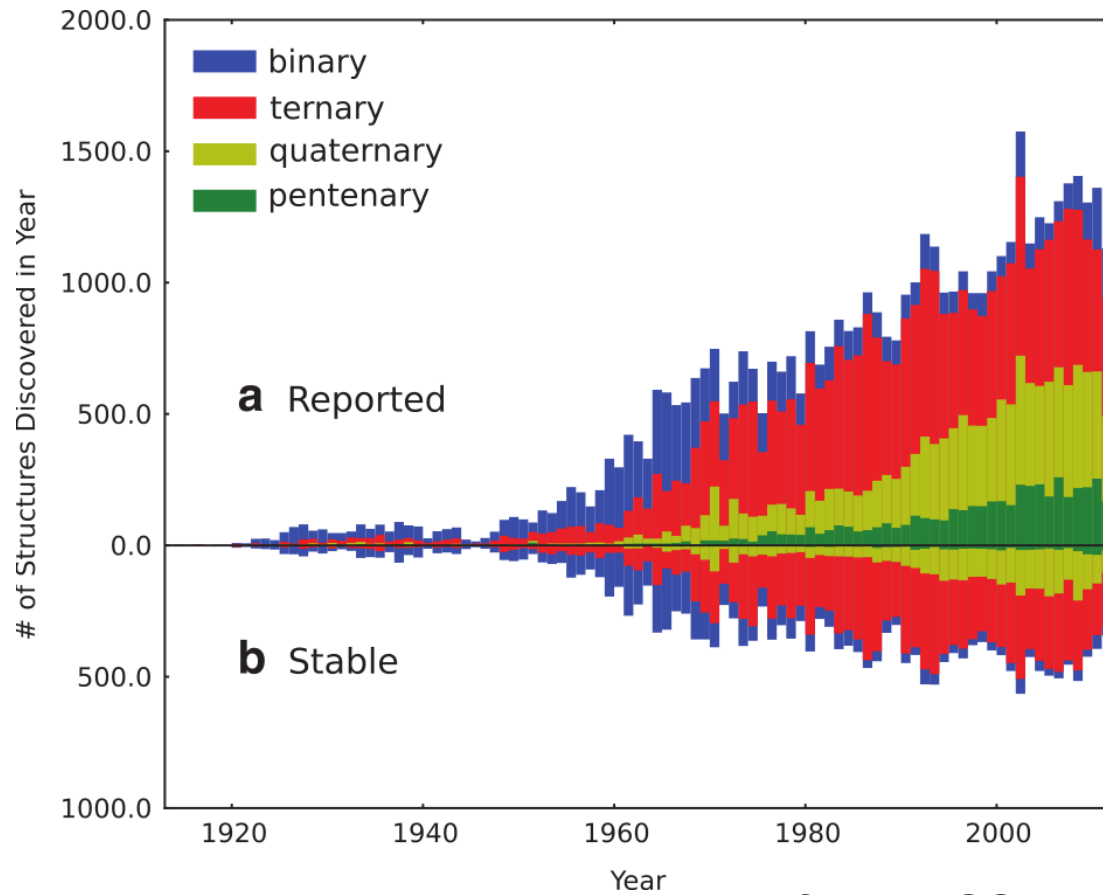 2000.0
1500.0
1000.0
500.0
0.0
500.0
1000.0
# of Structures Discovered in Year
binary
ternary
quaternary
pentenary
a Reported
b Stable
1920 1940 1960 1980 2000
Year